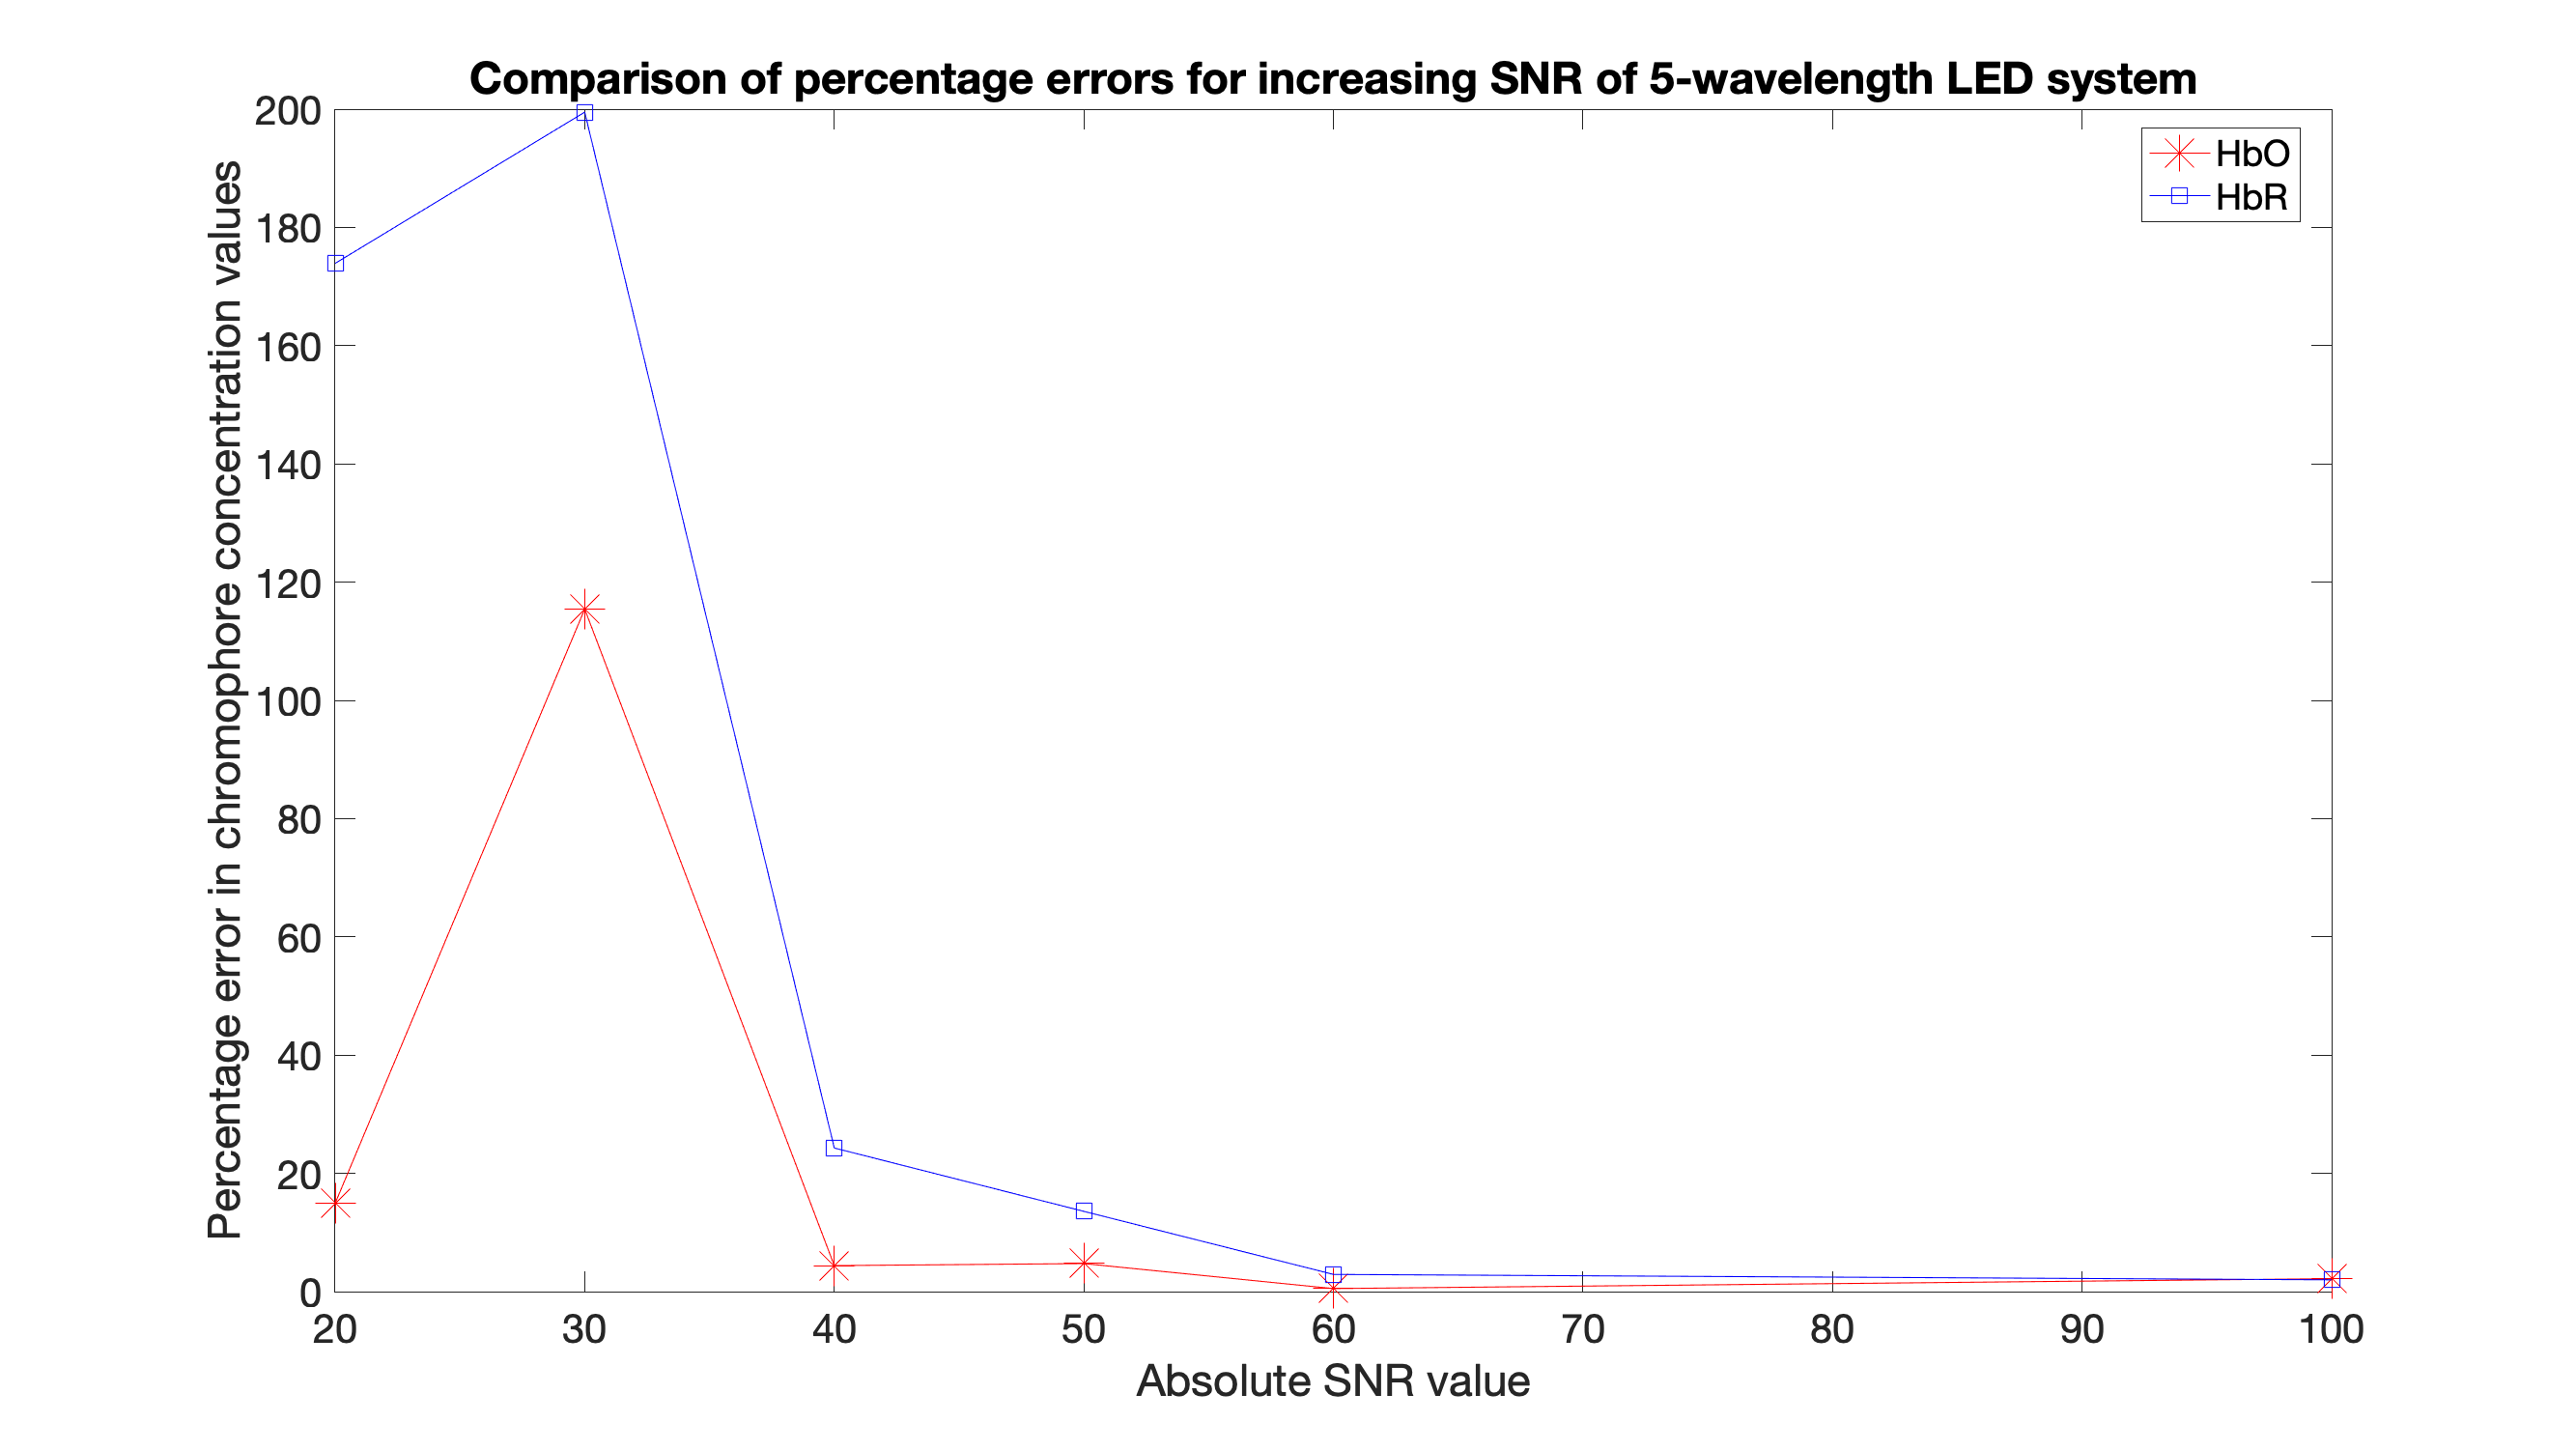 Comparison of percentage errors for increasing SNR of 5-wavelength LED system
Percentage error in chromophore concentration values
200
180
160
140
120
100
80
60
40
20
0
HbO
HbR
20 30 40 50 60 70 80 90 100
Absolute SNR value